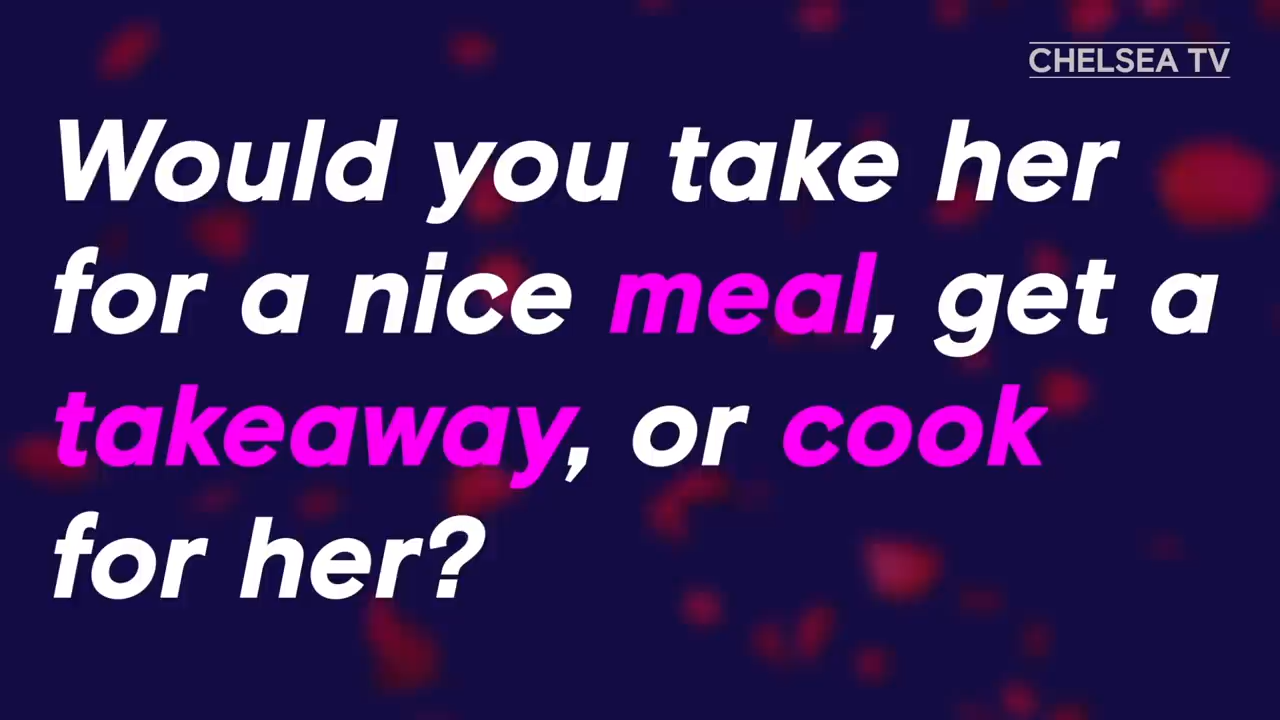 CHELSEA TV
Would you take her
for a nice meal, get a
takeaway, or cook
for her?